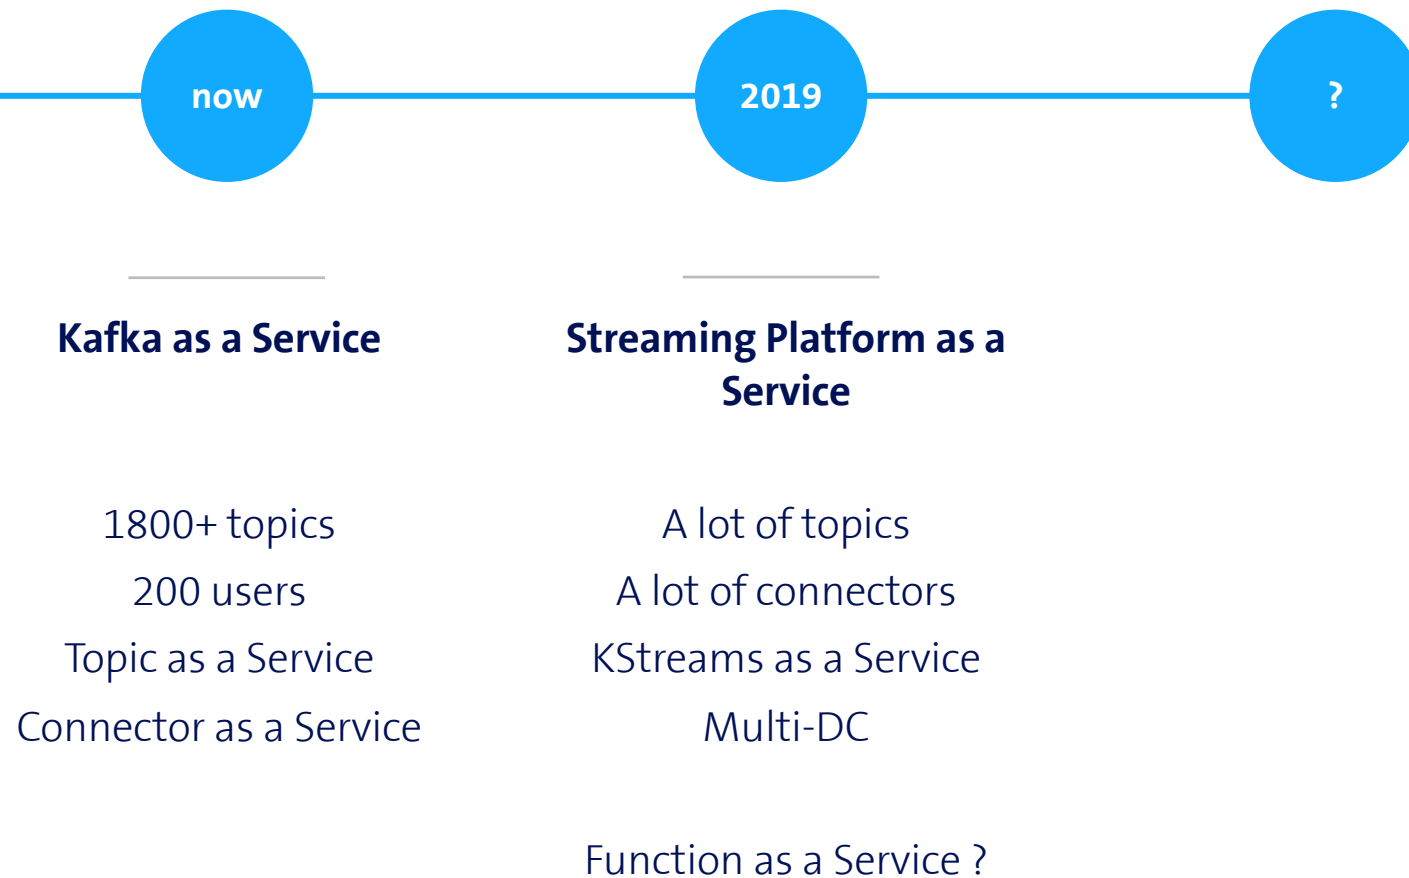 now
2019
?
Kafka as a Service
1800+ topics
200 users
Topic as a Service
Connector as a Service
Streaming Platform as a
Service
A lot of topics
A lot of connectors
KStreams as a Service
Multi-DC
Function as a Service ?